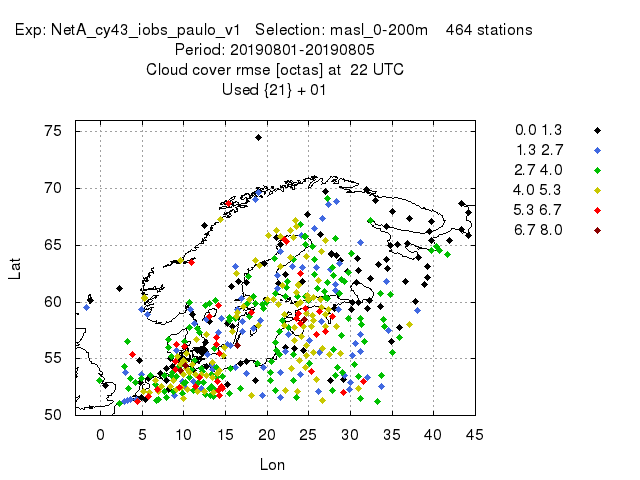 Exp: NetA_cy43_iobs_paulo_v1 Selection: masl_0-200m 464 stations
Period: 20190801-20190805
Cloud cover rmse [octas] at 22 UTC
Used {21} + 01
0.0 1.3
1.3 2.7
2.7 4.0
4.0 5.3
5.3 6.7
6.7 8.0
Lat
75
70
65
60
55
50
0 5 10 15 20 25 30 35 40 45
Lon